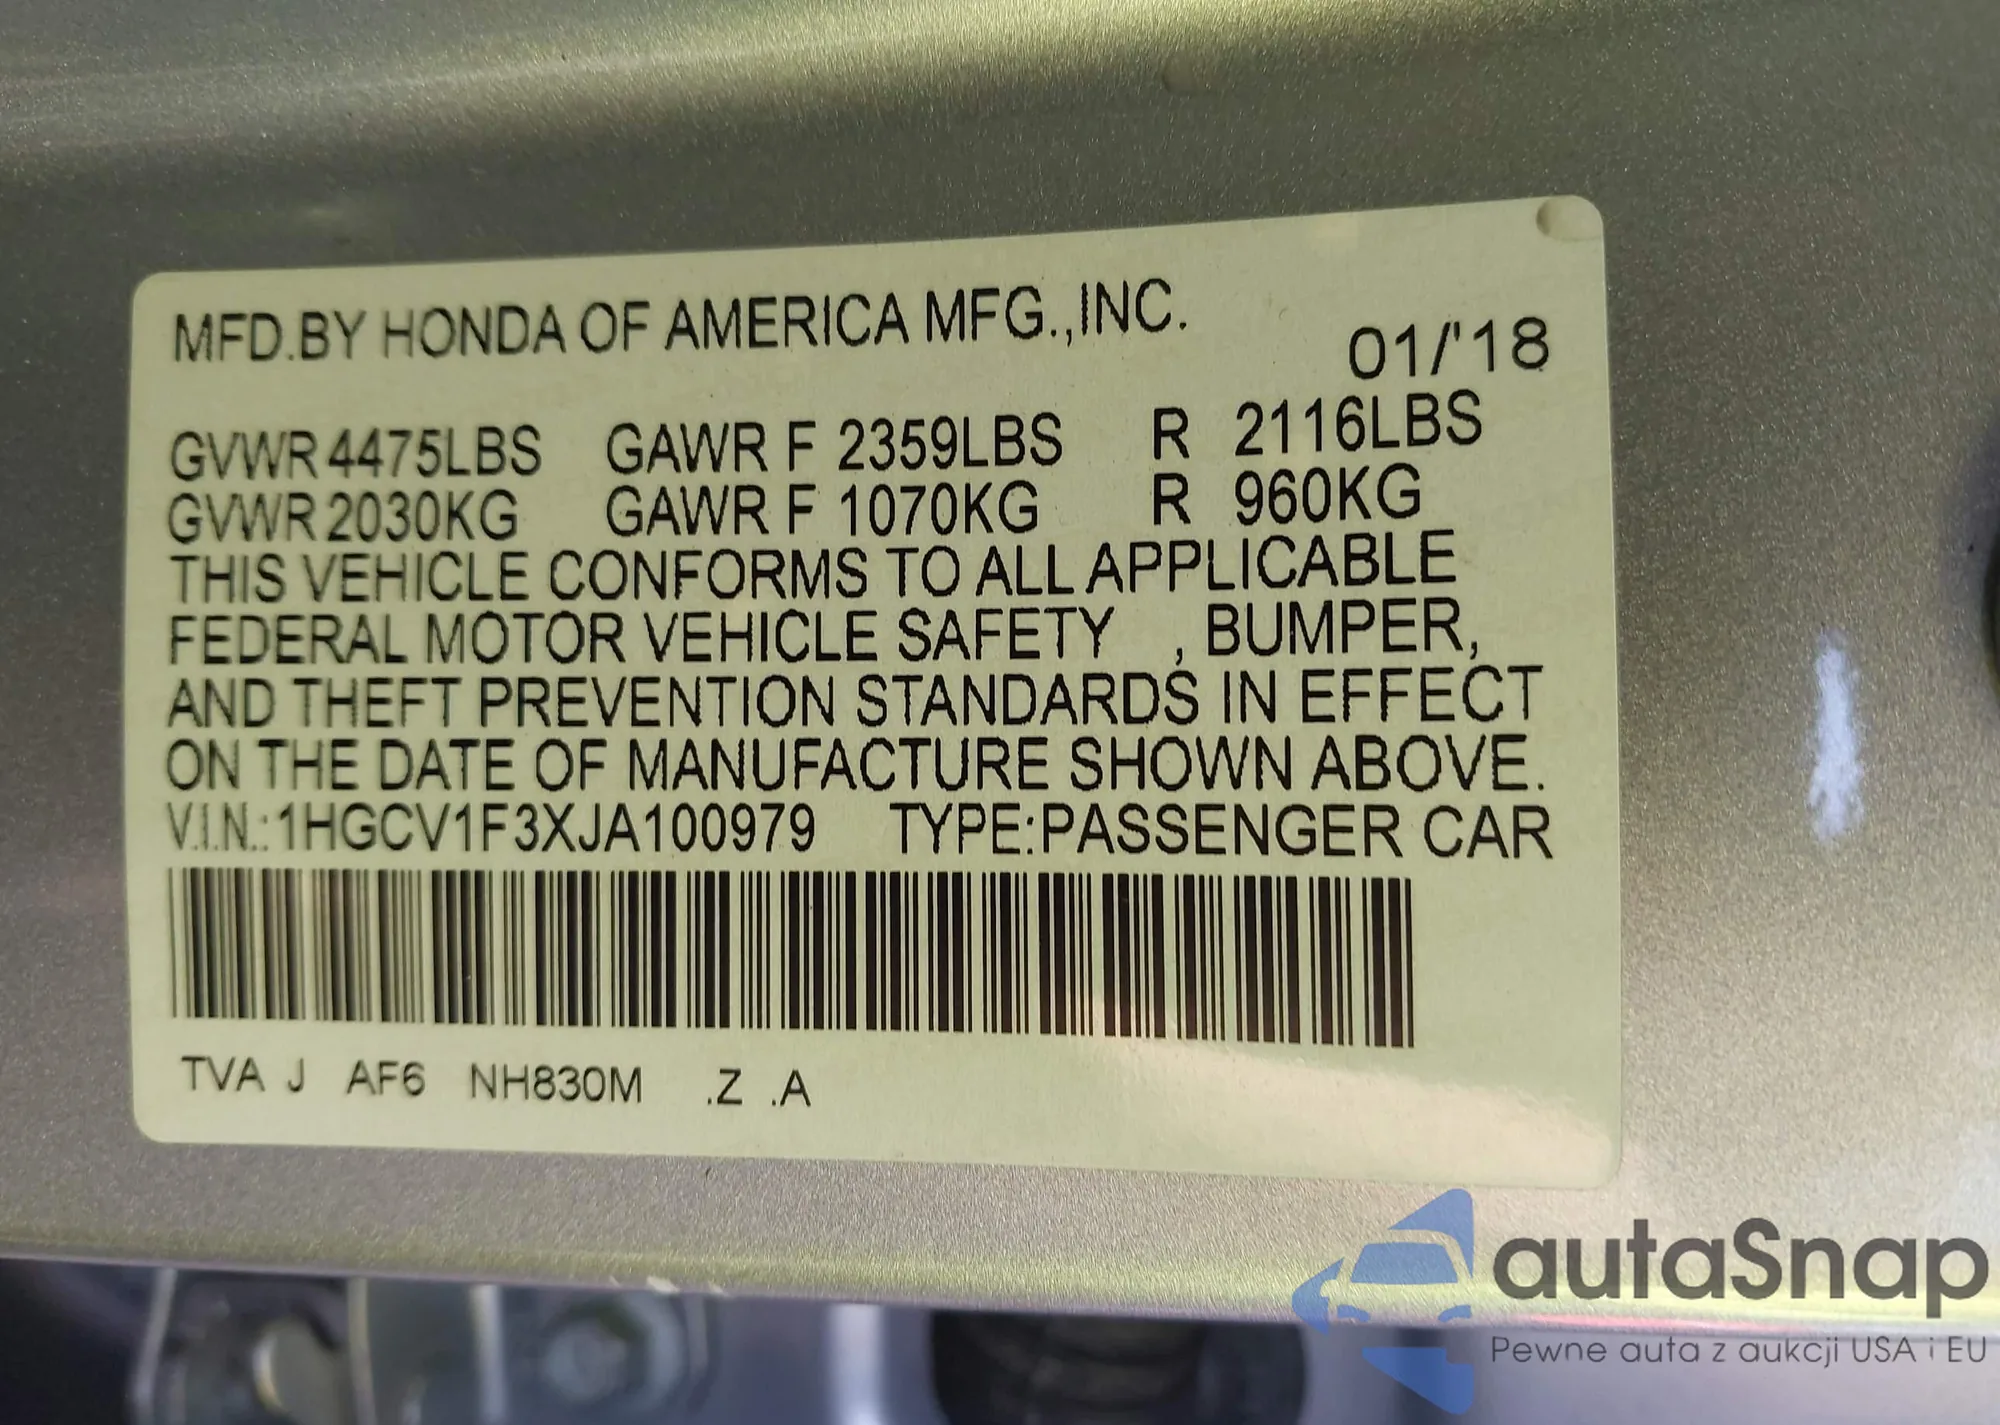 MFD.BY HONDA OF AMERICA MFG.,INC.
01/'18
GVWR 4475LBS GAWR F 2359LBS R 2116LBS
GVWR 2030KG GAWR F 1070KG R 960KG
THIS VEHICLE CONFORMS TO ALL APPLICABLE
FEDERAL MOTOR VEHICLE SAFETY , BUMPER,
AND THEFT PREVENTION STANDARDS IN EFFECT
ON THE DATE OF MANUFACTURE SHOWN ABOVE.
V.I.N.:1HGCV1F3XJA100979 TYPE:PASSENGER CAR
TVA J AF6 NH830M .Z .A
autaSnap
Pewne auta z aukcji USA i EU